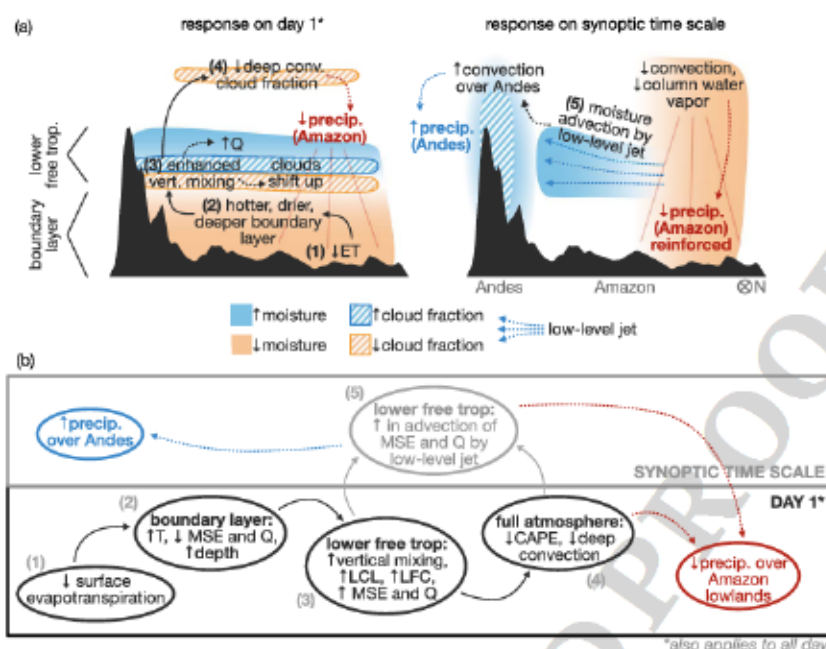 (a)
response on day 1*
response on synoptic time scale
(4) ↓deep conv.
cloud fraction
↓precip.
(Amazon)
↑Q
(3) enhanced clouds
vert. mixing shift up
(2) hotter, drier,
deeper boundary
layer
(1) ↓ET
lower
free trop.
boundary
layer
↑convection
over Andes
↑precip.
(Andes)
(5) moisture
advection by
low-level jet
↓convection,
↓column water
vapor
↓precip.
(Amazon)
reinforced
Andes
Amazon
⊗N
↑moisture
↑cloud fraction
low-level jet
↓moisture
↓cloud fraction
(b)
(5)
lower free trop:
↑ in advection of
MSE and Q by
low-level jet
↑precip.
over Andes
SYNOPTIC TIME SCALE
DAY 1*
(2)
boundary layer:
↑T, ↓ MSE and Q,
↑depth
(1)
↓ surface
evapotranspiration
lower free trop:
↑vertical mixing,
↑LCL, ↑LFC,
↑ MSE and Q
(3)
full atmosphere:
↓CAPE, ↓deep
convection
(4)
↓precip. over
Amazon
lowlands
*also applies to all day
PROOF